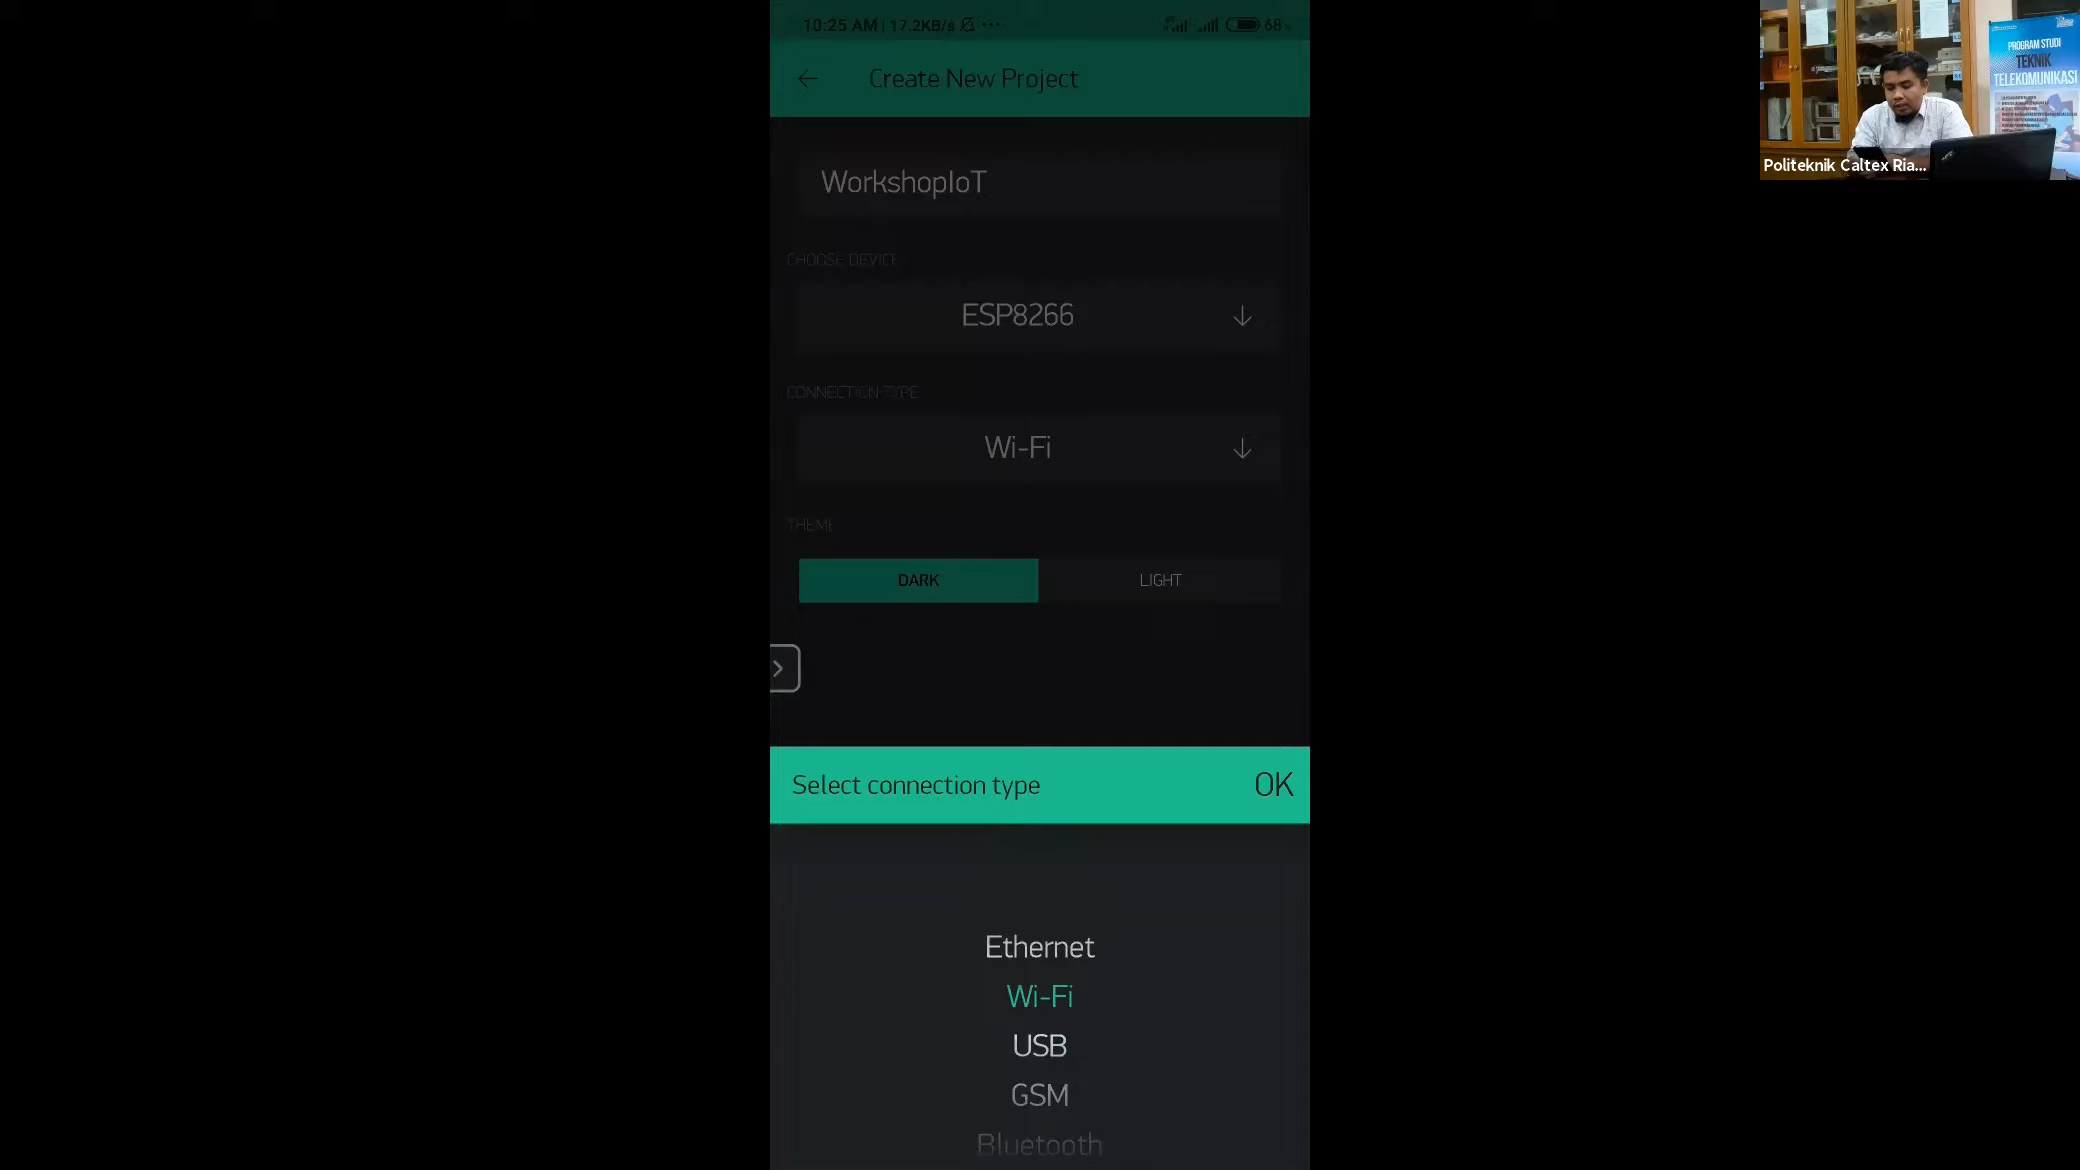 10:25 AM | 17.2KB/s
68
Create New Project
WorkshopIoT
CHOOSE DEVICE
ESP8266
CONNECTION TYPE
Wi-Fi
THEME
DARK
LIGHT
Select connection type
OK
Ethernet
Wi-Fi
USB
GSM
Bluetooth
PROGRAM STUDI
TEKNIK
TELEKOMUNIKASI
Politeknik Caltex Ria...